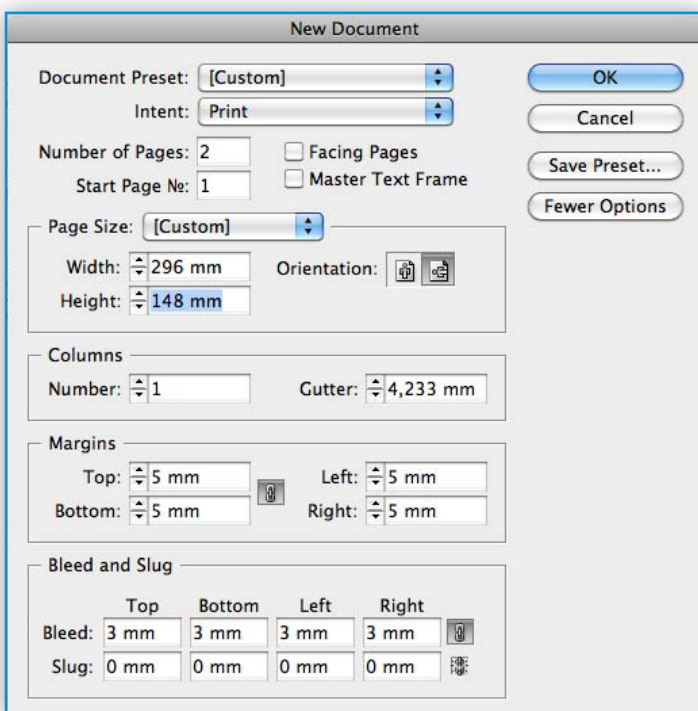 New Document
Document Preset: [Custom]
OK
Intent: Print
Cancel
Number of Pages: 2
Facing Pages
Save Preset...
Start Page №: 1
Master Text Frame
Fewer Options
Page Size: [Custom]
Width: 296 mm
Orientation:
Height: 148 mm
Columns
Number: 1
Gutter: 4,233 mm
Margins
Top: 5 mm
Left: 5 mm
Bottom: 5 mm
Right: 5 mm
Bleed and Slug
Top Bottom Left Right
Bleed: 3 mm 3 mm 3 mm 3 mm
Slug: 0 mm 0 mm 0 mm 0 mm